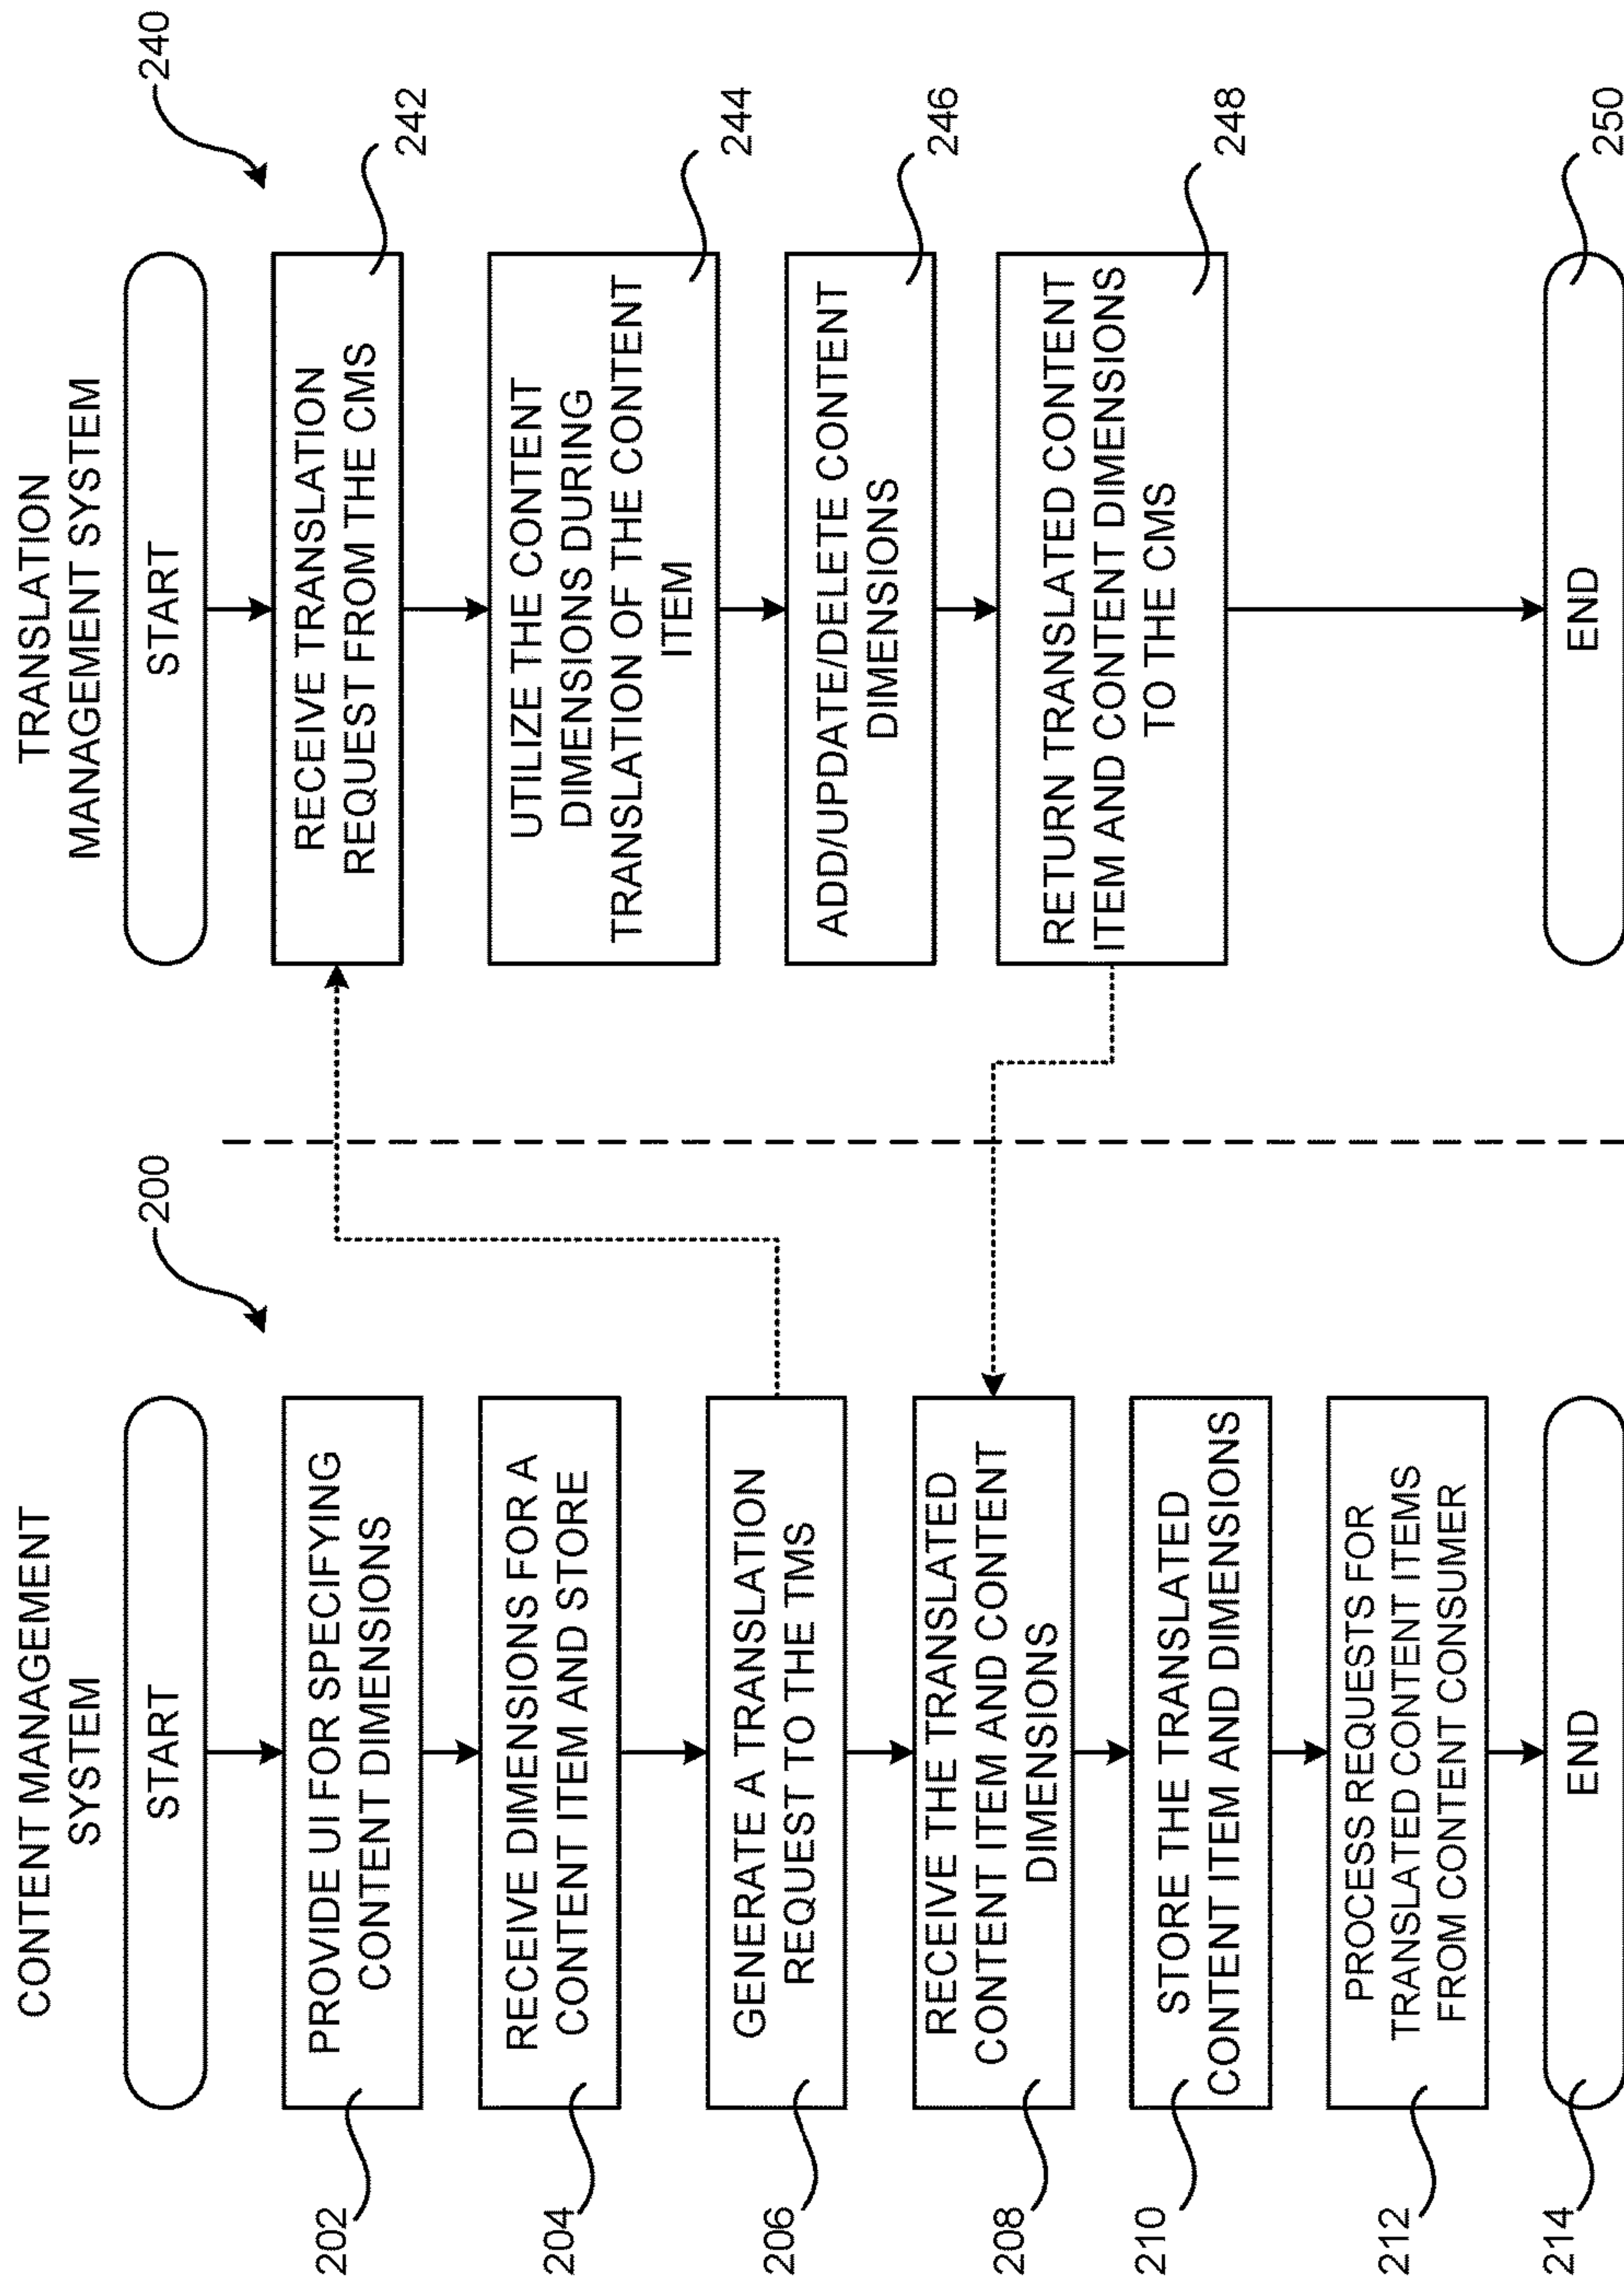 CONTENT MANAGEMENT
SYSTEM
200
START
202
PROVIDE UI FOR SPECIFYING
CONTENT DIMENSIONS
204
RECEIVE DIMENSIONS FOR A
CONTENT ITEM AND STORE
206
GENERATE A TRANSLATION
REQUEST TO THE TMS
208
RECEIVE THE TRANSLATED
CONTENT ITEM AND CONTENT
DIMENSIONS
210
STORE THE TRANSLATED
CONTENT ITEM AND DIMENSIONS
212
PROCESS REQUESTS FOR
TRANSLATED CONTENT ITEMS
FROM CONTENT CONSUMER
214
END
TRANSLATION
MANAGEMENT SYSTEM
240
START
RECEIVE TRANSLATION
REQUEST FROM THE CMS
242
UTILIZE THE CONTENT
DIMENSIONS DURING
TRANSLATION OF THE CONTENT
ITEM
244
ADD/UPDATE/DELETE CONTENT
DIMENSIONS
246
RETURN TRANSLATED CONTENT
ITEM AND CONTENT DIMENSIONS
TO THE CMS
248
END
250